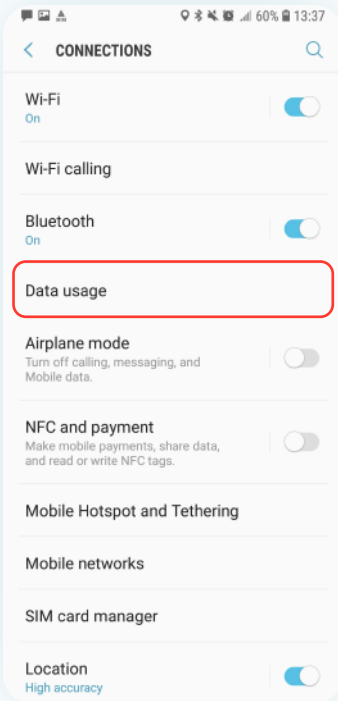 60% 13:37
CONNECTIONS
Wi-Fi
On
Wi-Fi calling
Bluetooth
On
Data usage
Airplane mode
Turn off calling, messaging, and
Mobile data.
NFC and payment
Make mobile payments, share data,
and read or write NFC tags.
Mobile Hotspot and Tethering
Mobile networks
SIM card manager
Location
High accuracy